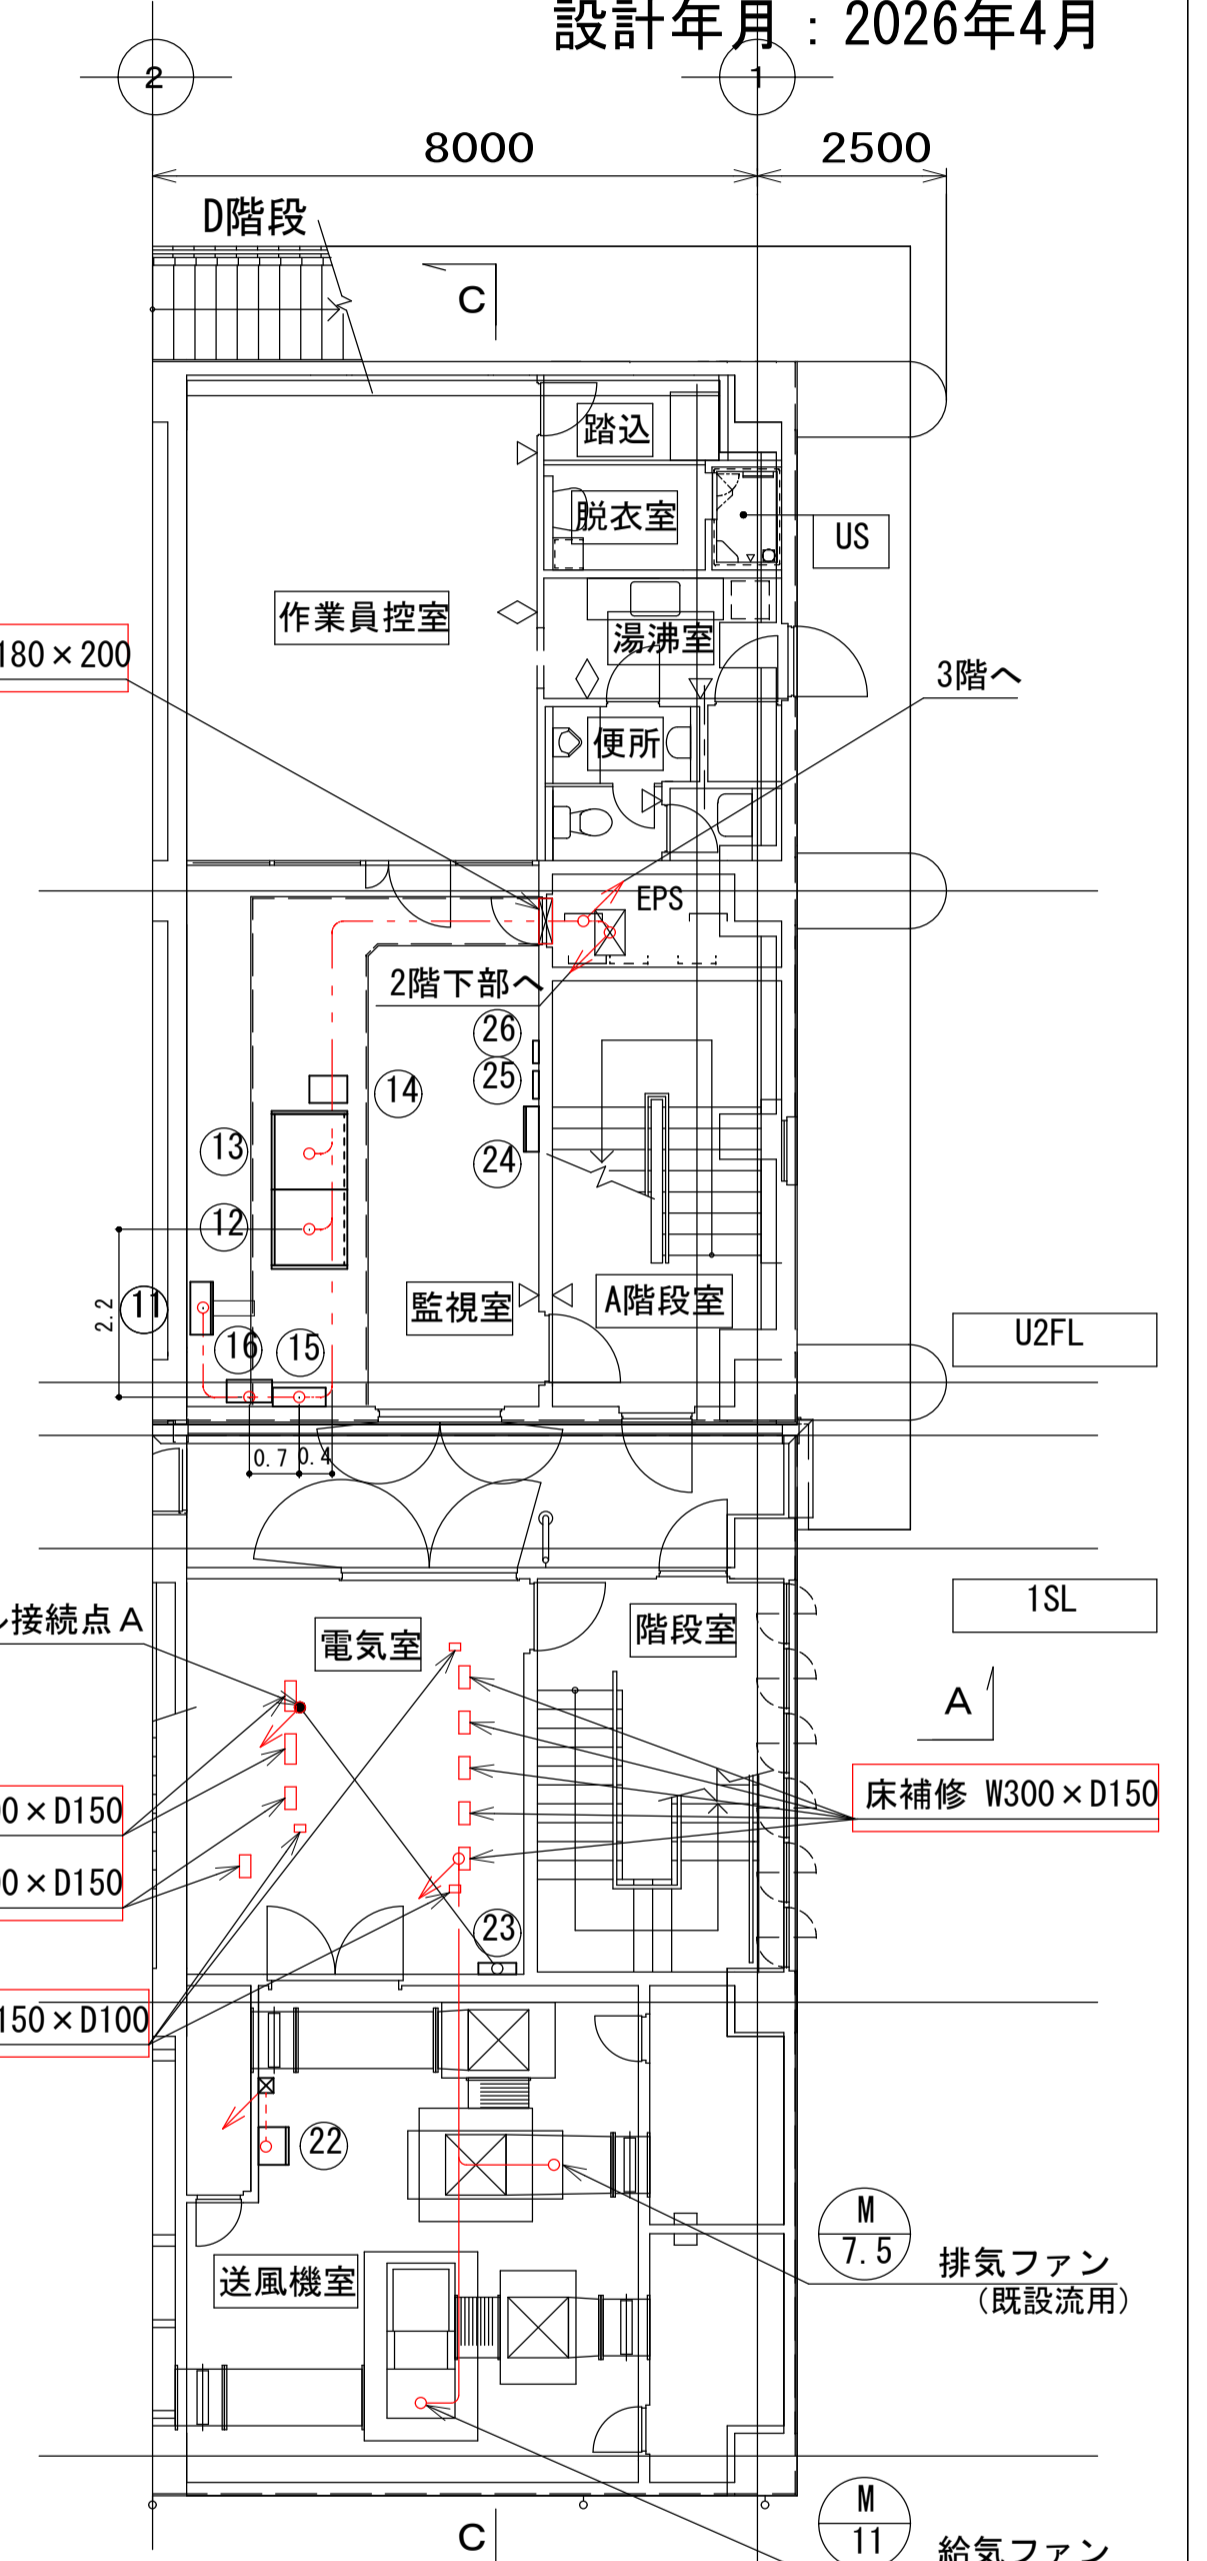 設計年月：2026年4月
2
1
8000
2500
D階段
C
踏込
脱衣室
US
作業員控室
湯沸室
180×200
3階へ
便所
EPS
2階下部へ
26
25
14
24
13
12
11
2.2
16
15
監視室
A階段室
U2FL
0.7
0.4
1SL
ル接続点A
電気室
階段室
A
床補修 W300×D150
00×D150
00×D150
23
150×D100
22
M
7.5
排気ファン
（既設流用）
送風機室
M
11
給気ファン
C